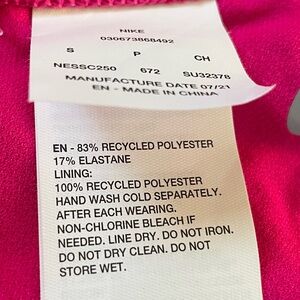 NIKE
030673868492
S P CH
NESSC250 672 SU32378
MANUFACTURE DATE 07/21
EN - MADE IN CHINA
EN - 83% RECYCLED POLYESTER
17% ELASTANE
LINING:
100% RECYCLED POLYESTER
HAND WASH COLD SEPARATELY.
AFTER EACH WEARING.
NON-CHLORINE BLEACH IF
NEEDED. LINE DRY. DO NOT IRON.
DO NOT DRY CLEAN. DO NOT
STORE WET.